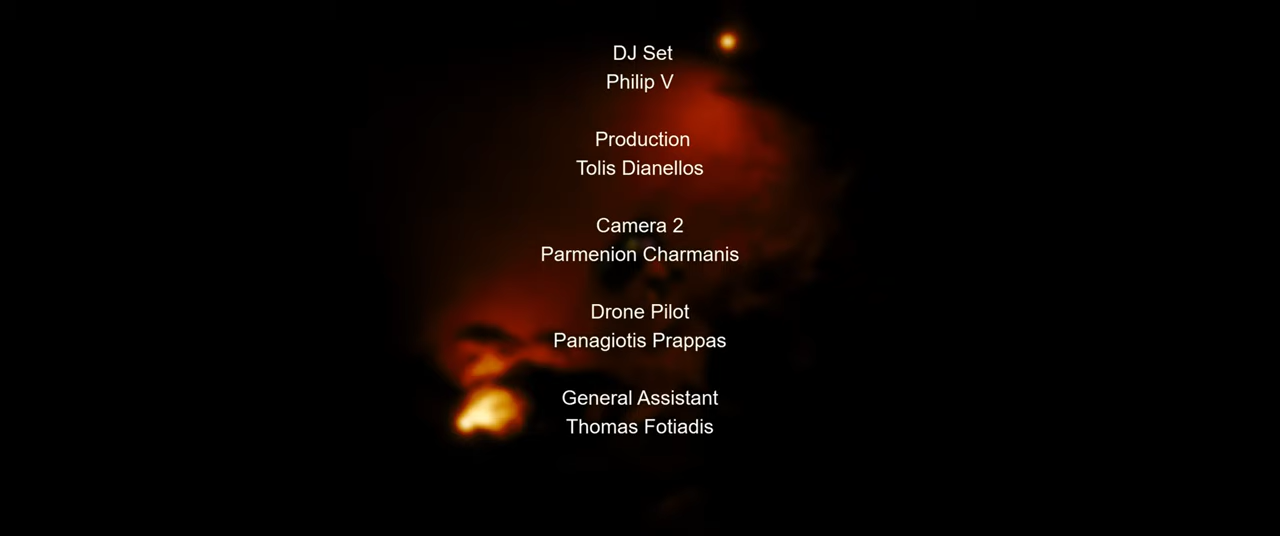 DJ Set
Philip V
Production
Tolis Dianellos
Camera 2
Parmenion Charmanis
Drone Pilot
Panagiotis Prappas
General Assistant
Thomas Fotiadis